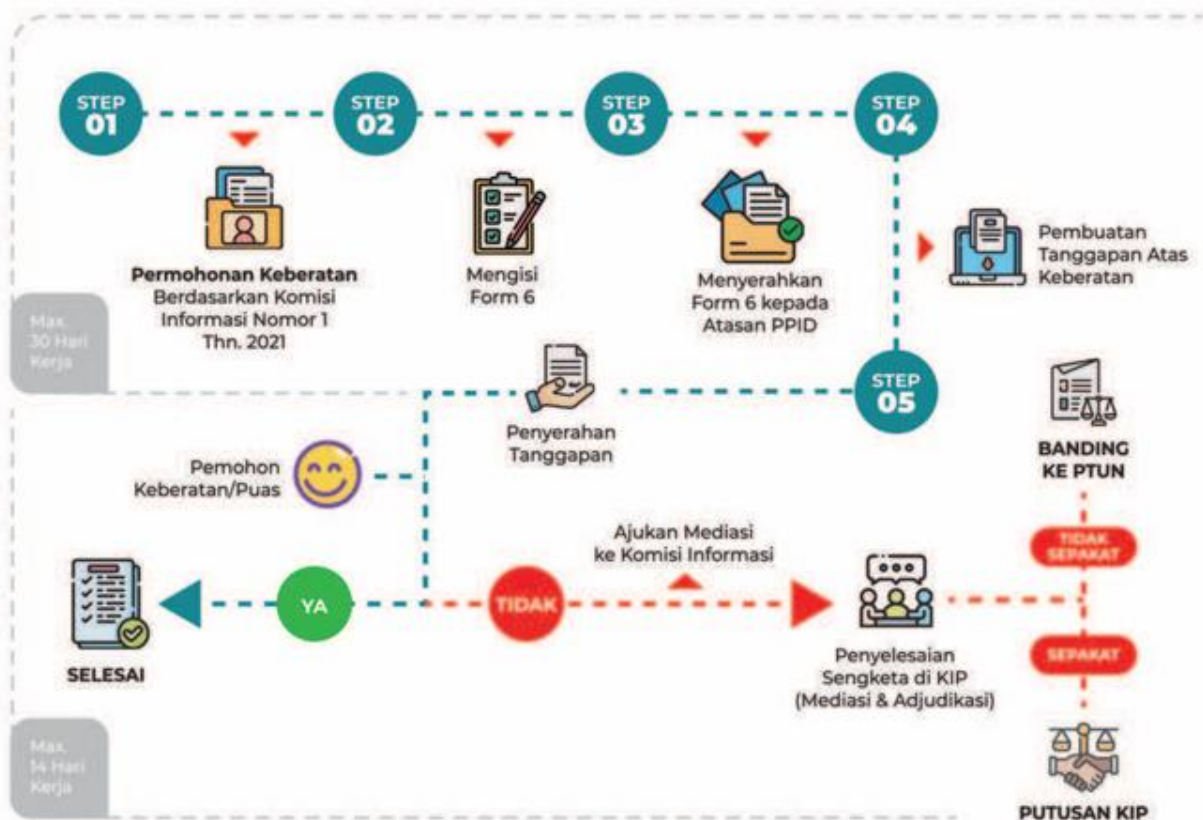 STEP
01
STEP
02
STEP
03
STEP
04
Permohonan Keberatan
Berdasarkan Komisi
Informasi Nomor 1
Thn. 2021
Mengisi
Form 6
Menyerahkan
Form 6 kepada
Atasan PPID
Pembuatan
Tanggapan Atas
Keberatan
Max.
30 Hari
Kerja
STEP
05
Penyerahan
Tanggapan
BANDING
KE PTUN
Pemohon
Keberatan/Puas
Ajukan Mediasi
ke Komisi Informasi
TIDAK
SEPAKAT
YA
TIDAK
SELESAI
Penyelesaian
Sengketa di KIP
(Mediasi & Adjudikasi)
SEPAKAT
Max.
14 Hari
Kerja
PUTUSAN KIP